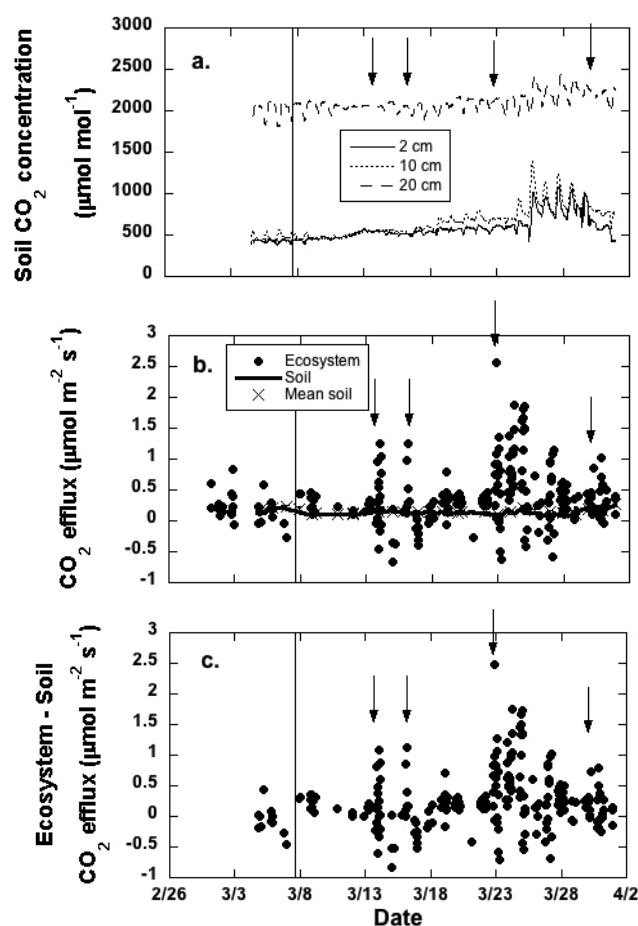 Soil CO2 concentration
(µmol mol-1)
3000
2500
2000
1500
1000
500
0
a.
2 cm
10 cm
20 cm
CO2 efflux (µmol m-2 s-1)
3
2.5
2
1.5
1
0.5
0
-0.5
-1
b.
Ecosystem
Soil
Mean soil
Ecosystem - Soil
CO2 efflux (µmol m-2 s-1)
3
2.5
2
1.5
1
0.5
0
-0.5
-1
c.
2/26 3/3 3/8 3/13 3/18 3/23 3/28 4/2
Date